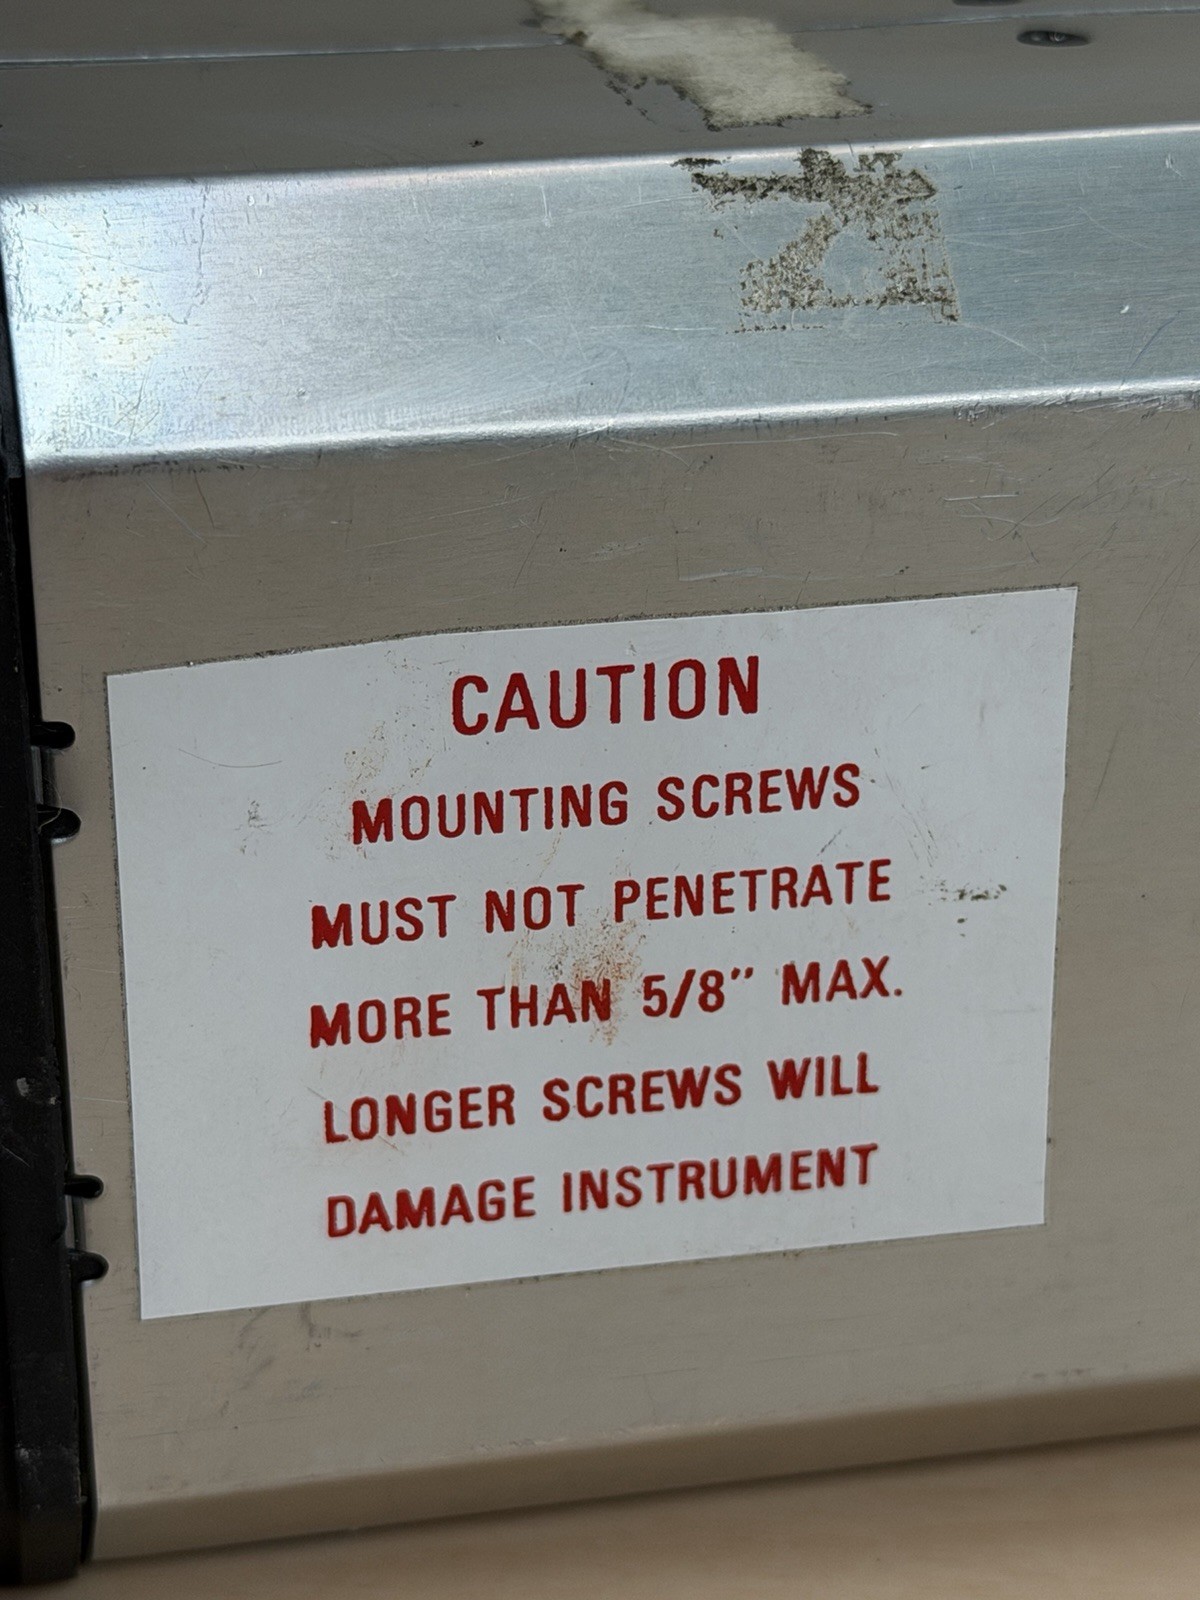 CAUTION
MOUNTING SCREWS
MUST NOT PENETRATE
MORE THAN 5/8" MAX.
LONGER SCREWS WILL
DAMAGE INSTRUMENT